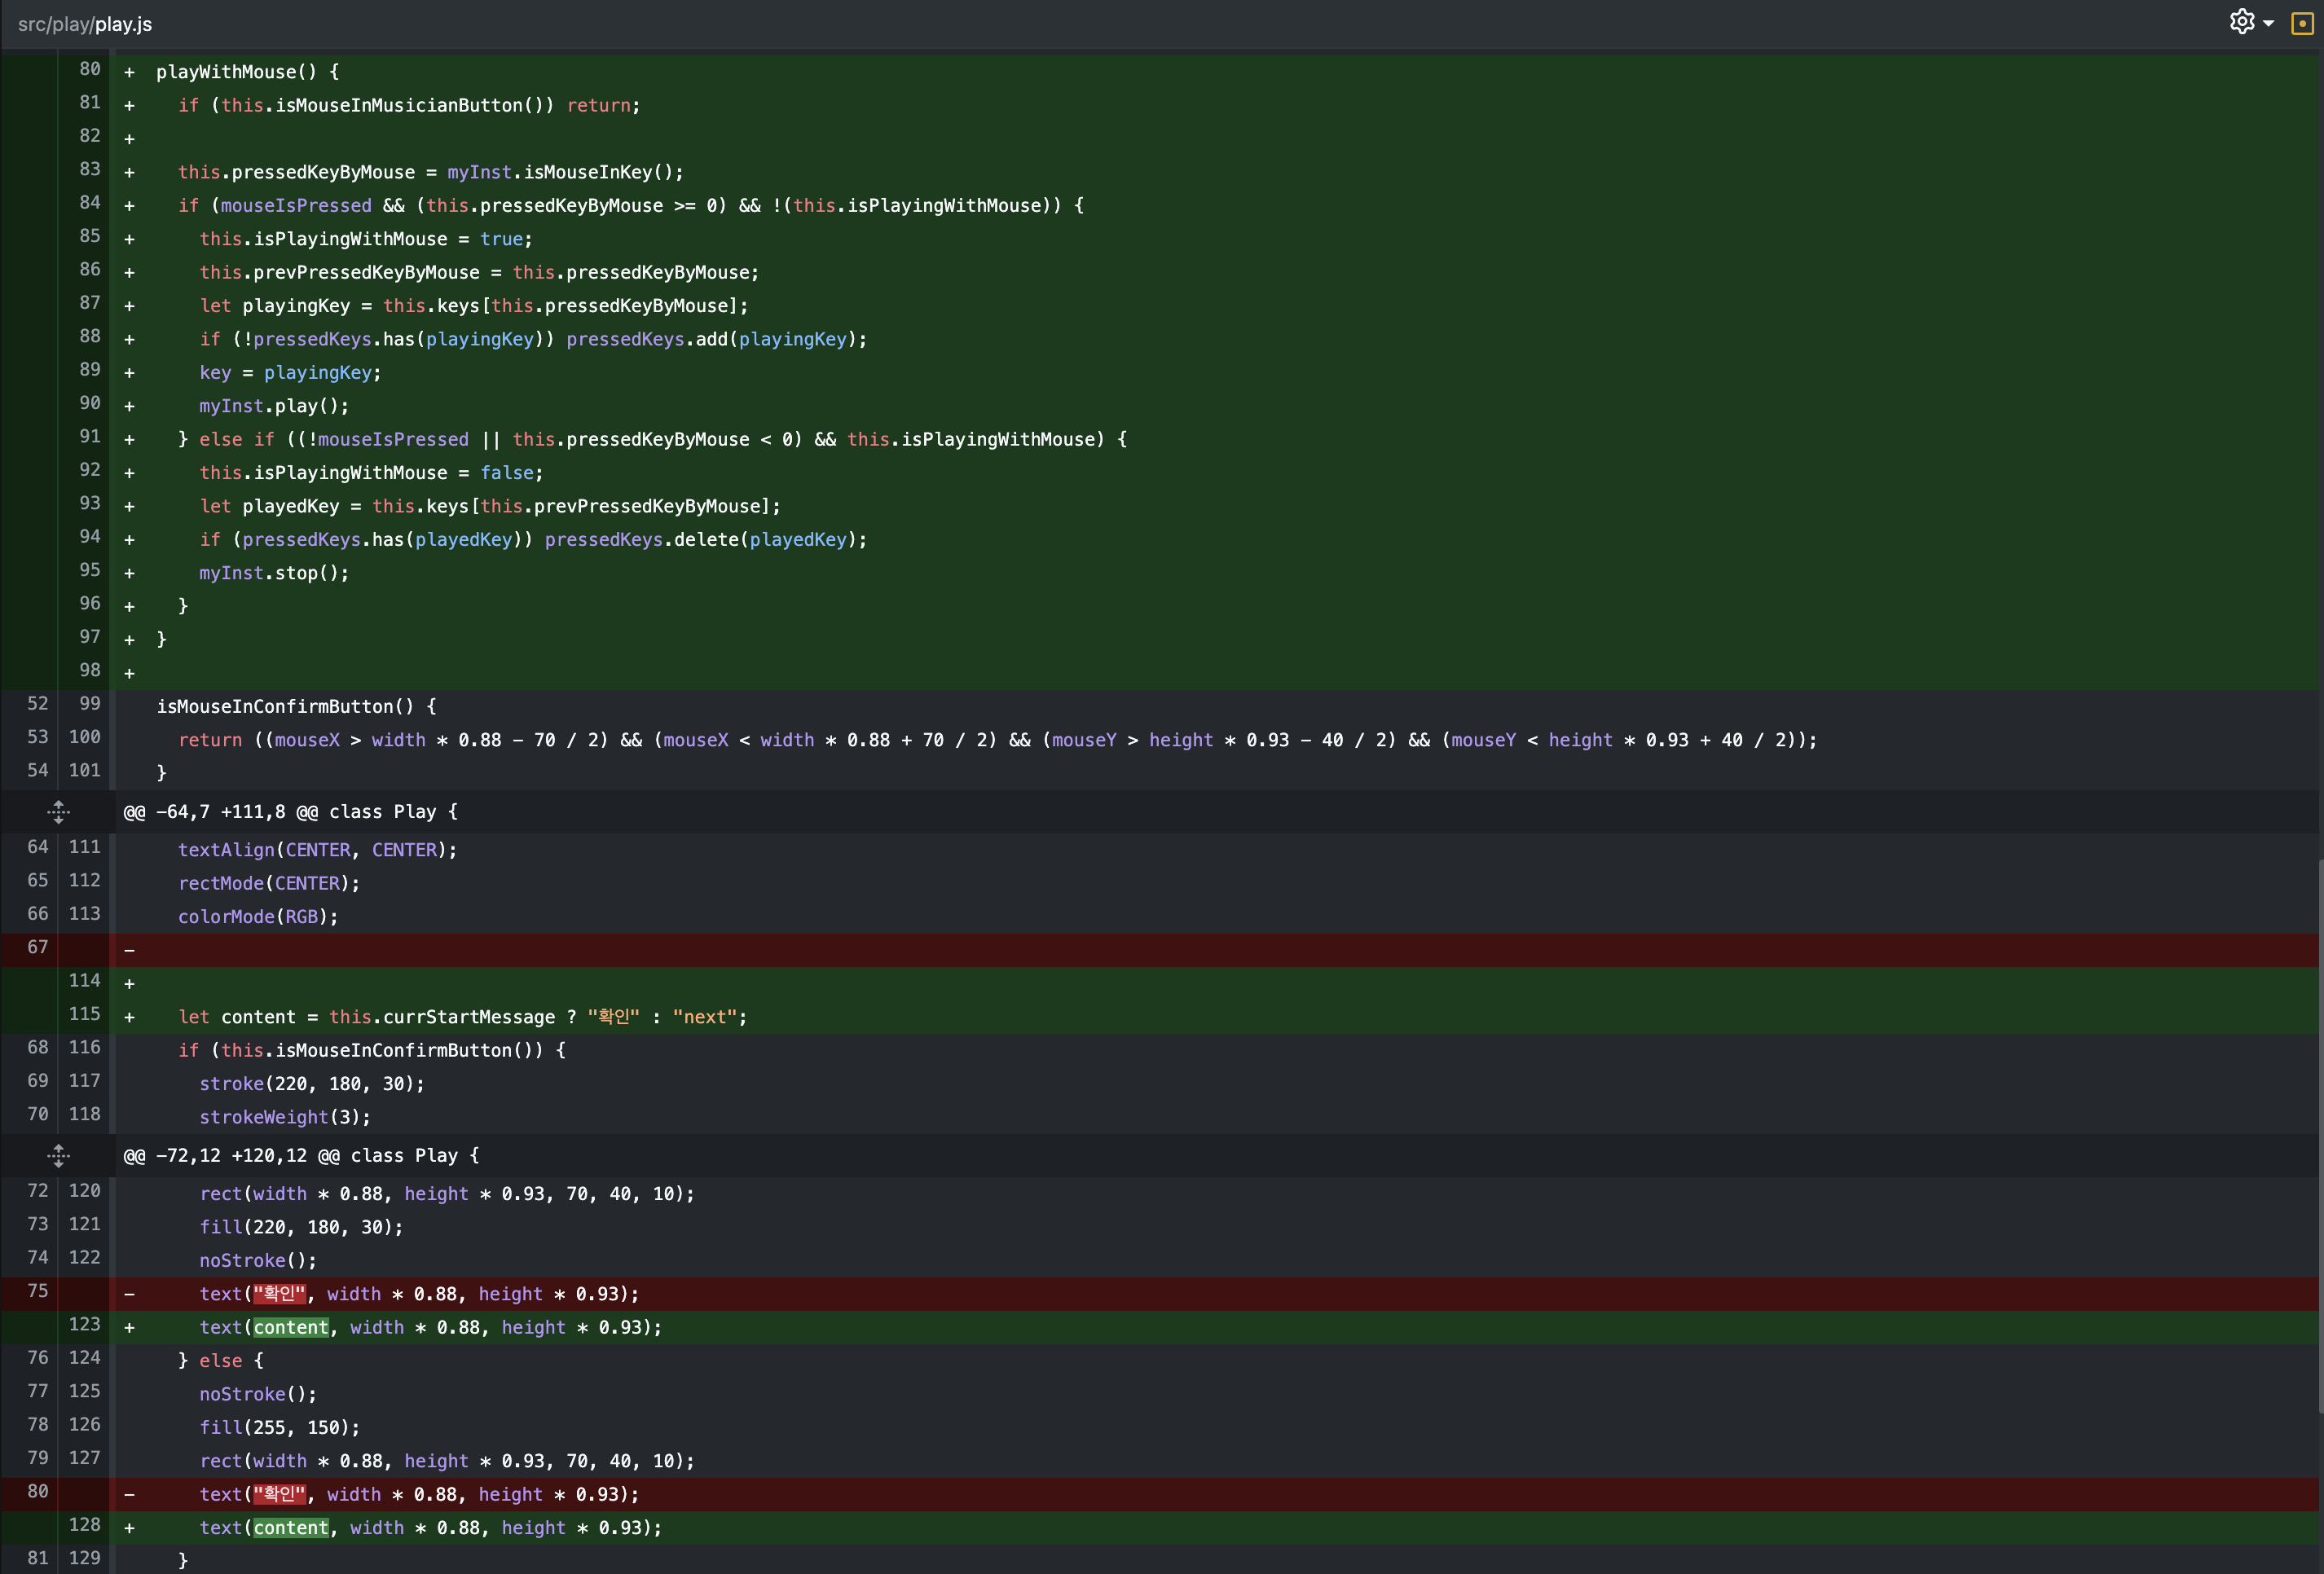 src/play/play.js
80 + playWithMouse() {
81 + if (this.isMouseInMusicianButton()) return;
82 +
83 + this.pressedKeyByMouse = myInst.isMouseInKey();
84 + if (mouseIsPressed && (this.pressedKeyByMouse >= 0) && !(this.isPlayingWithMouse)) {
85 + this.isPlayingWithMouse = true;
86 + this.prevPressedKeyByMouse = this.pressedKeyByMouse;
87 + let playingKey = this.keys[this.pressedKeyByMouse];
88 + if (!pressedKeys.has(playingKey)) pressedKeys.add(playingKey);
89 + key = playingKey;
90 + myInst.play();
91 + } else if ((!mouseIsPressed || this.pressedKeyByMouse < 0) && this.isPlayingWithMouse) {
92 + this.isPlayingWithMouse = false;
93 + let playedKey = this.keys[this.prevPressedKeyByMouse];
94 + if (pressedKeys.has(playedKey)) pressedKeys.delete(playedKey);
95 + myInst.stop();
96 + }
97 + }
98 +
52 99 isMouseInConfirmButton() {
53 100 return ((mouseX > width * 0.88 - 70 / 2) && (mouseX < width * 0.88 + 70 / 2) && (mouseY > height * 0.93 - 40 / 2) && (mouseY < height * 0.93 + 40 / 2));
54 101 }
@@ -64,7 +111,8 @@ class Play {
64 111 textAlign(CENTER, CENTER);
65 112 rectMode(CENTER);
66 113 colorMode(RGB);
67 -
114 +
115 + let content = this.currStartMessage ? "확인" : "next";
68 116 if (this.isMouseInConfirmButton()) {
69 117 stroke(220, 180, 30);
70 118 strokeWeight(3);
@@ -72,12 +120,12 @@ class Play {
72 120 rect(width * 0.88, height * 0.93, 70, 40, 10);
73 121 fill(220, 180, 30);
74 122 noStroke();
75 - text("확인", width * 0.88, height * 0.93);
123 + text(content, width * 0.88, height * 0.93);
76 124 } else {
77 125 noStroke();
78 126 fill(255, 150);
79 127 rect(width * 0.88, height * 0.93, 70, 40, 10);
80 - text("확인", width * 0.88, height * 0.93);
128 + text(content, width * 0.88, height * 0.93);
81 129 }